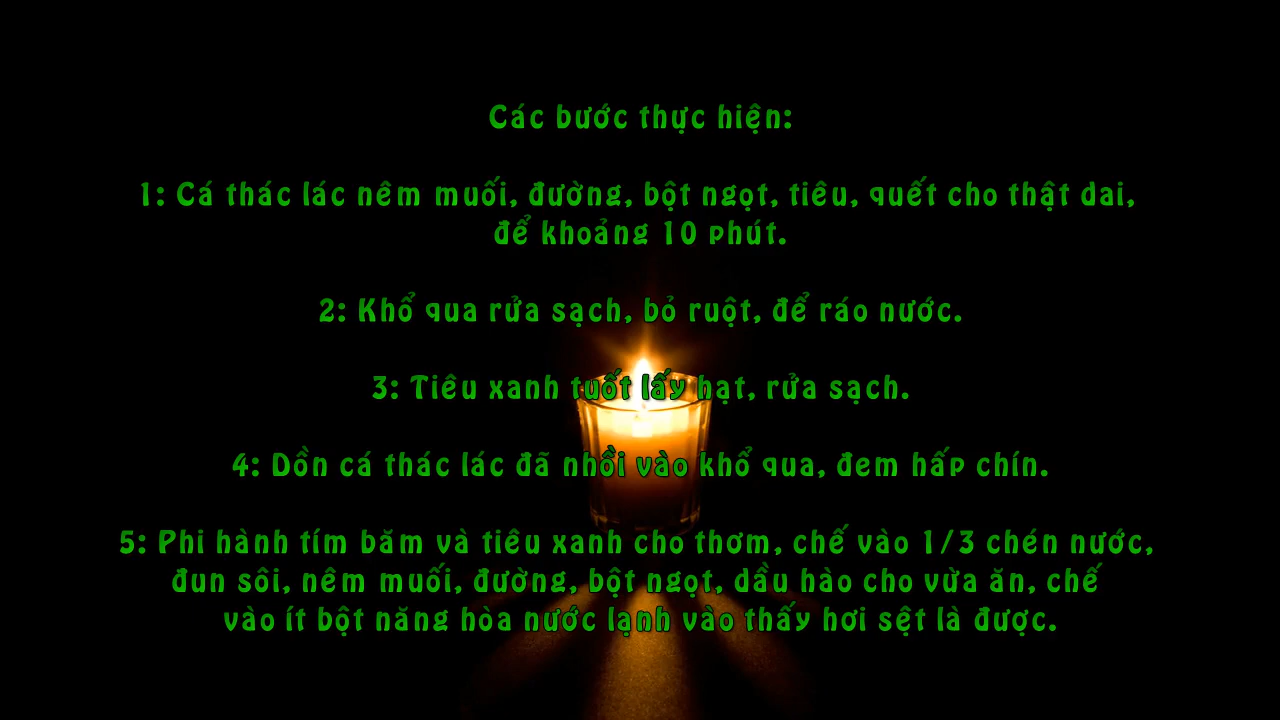 Các bước thực hiện:
1: Cá thác lác nêm muối, đường, bột ngọt, tiêu, quết cho thật dai,
để khoảng 10 phút.
2: Khổ qua rửa sạch, bỏ ruột, để ráo nước.
3: Tiêu xanh tuốt lấy hạt, rửa sạch.
4: Dồn cá thác lác đã nhồi vào khổ qua, đem hấp chín.
5: Phi hành tím băm và tiêu xanh cho thơm, chế vào 1/3 chén nước,
đun sôi, nêm muối, đường, bột ngọt, dầu hào cho vừa ăn, chế
vào ít bột năng hòa nước lạnh vào thấy hơi sệt là được.